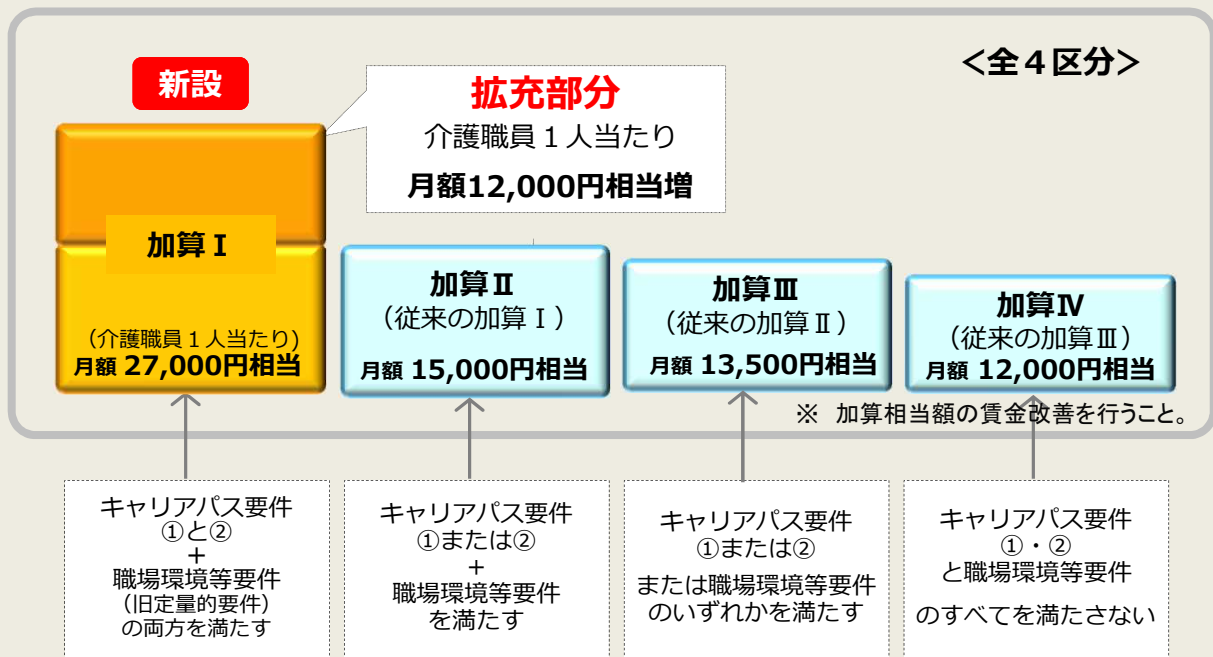 <全４区分>
新設
拡充部分
介護職員１人当たり
月額12,000円相当増
加算Ⅰ
（介護職員１人当たり）
月額 27,000円相当
加算Ⅱ
（従来の加算Ⅰ）
月額 15,000円相当
加算Ⅲ
（従来の加算Ⅱ）
月額 13,500円相当
加算Ⅳ
（従来の加算Ⅲ）
月額 12,000円相当
※　加算相当額の賃金改善を行うこと。
キャリアパス要件
①と②
＋
職場環境等要件
（旧定量的要件）
の両方を満たす
キャリアパス要件
①または②
＋
職場環境等要件
を満たす
キャリアパス要件
①または②
または職場環境等要件
のいずれかを満たす
キャリアパス要件
①・②
と職場環境等要件
のすべてを満たさない